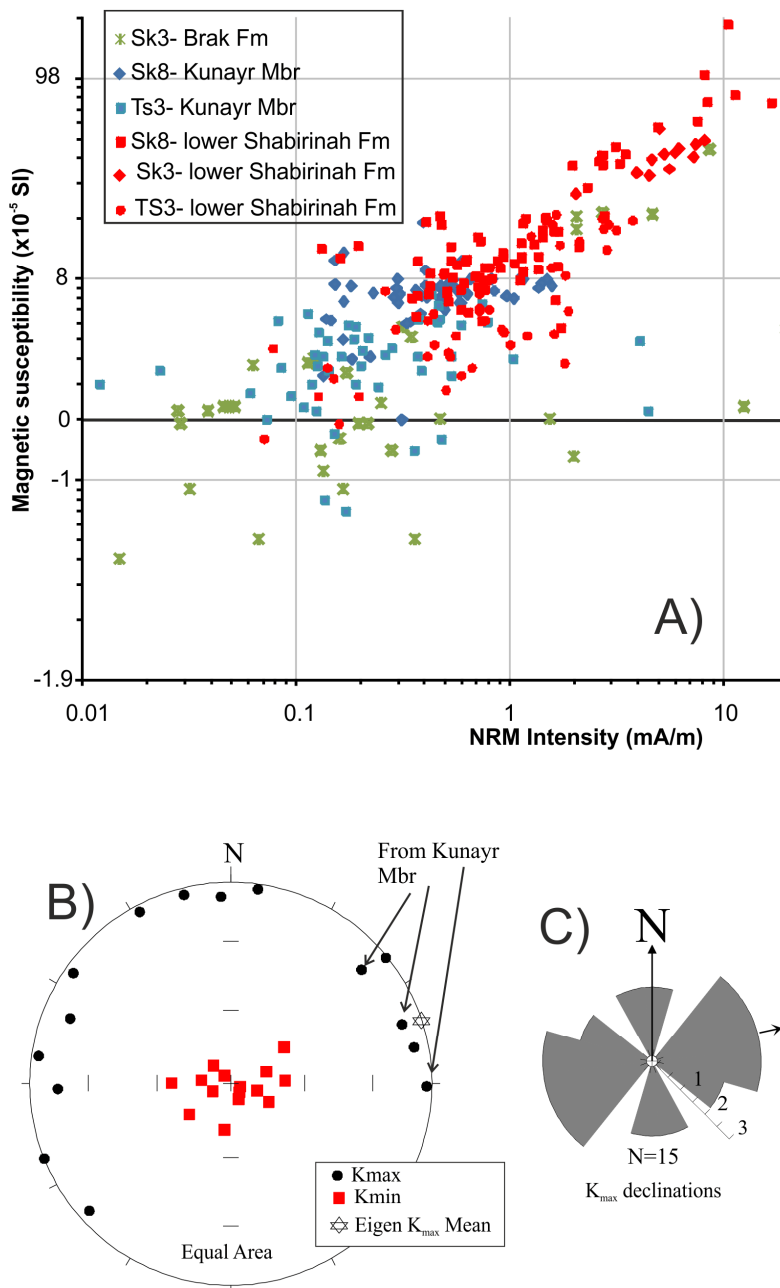 Sk3- Brak Fm
Sk8- Kunayr Mbr
Ts3- Kunayr Mbr
Sk8- lower Shabirinah Fm
Sk3- lower Shabirinah Fm
TS3- lower Shabirinah Fm
Magnetic susceptibility (x10⁻⁵ SI)
98
8
0
-1
-1.9
A)
0.01 0.1 1 10
NRM Intensity (mA/m)
B)
N
From Kunayr
Mbr
Kmax
Kmin
Eigen Kmax Mean
Equal Area
C)
N
1
2
3
N=15
Kmax declinations